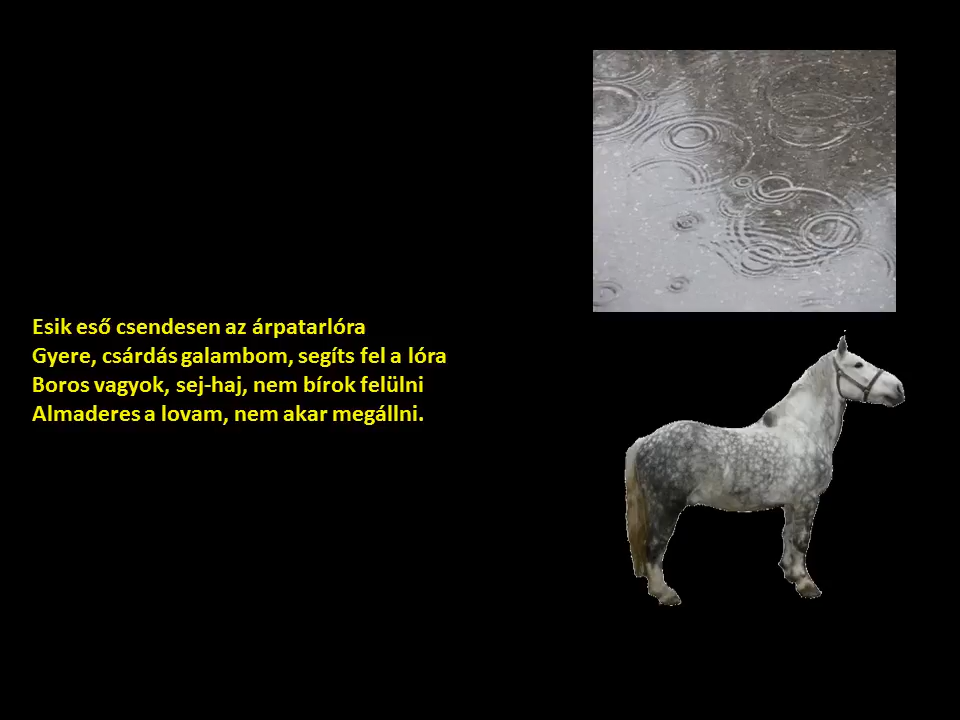 Esik eső csendesen az árpatarlóra
Gyere, csárdás galambom, segíts fel a lóra
Boros vagyok, sej-haj, nem bírok felülni
Almaderes a lovam, nem akar megállni.